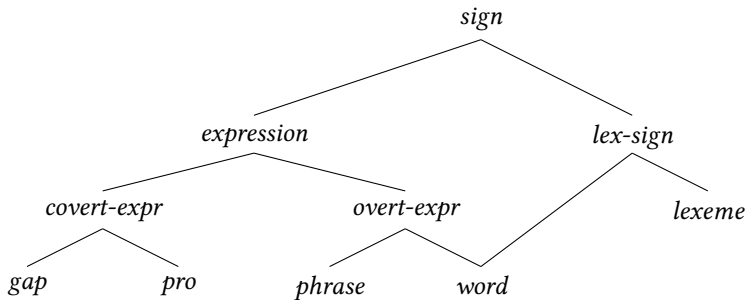 sign
expression lex-sign
covert-expr overt-expr lexeme
gap pro phrase word